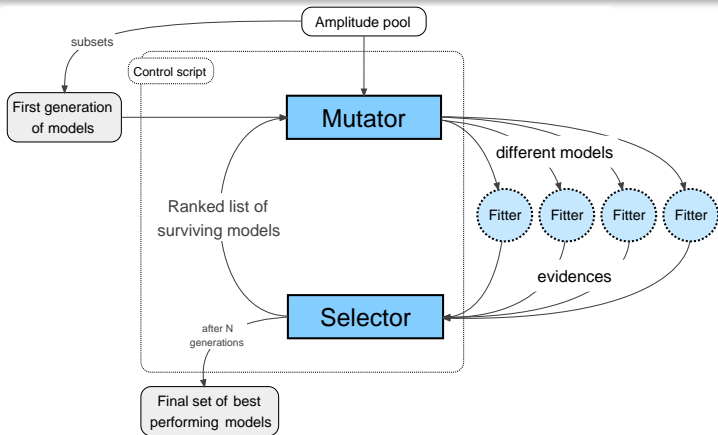 Amplitude pool
subsets
Control script
First generation
of models
Mutator
different models
Ranked list of
surviving models
Fitter
Fitter
Fitter
Fitter
evidences
Selector
after N
generations
Final set of best
performing models